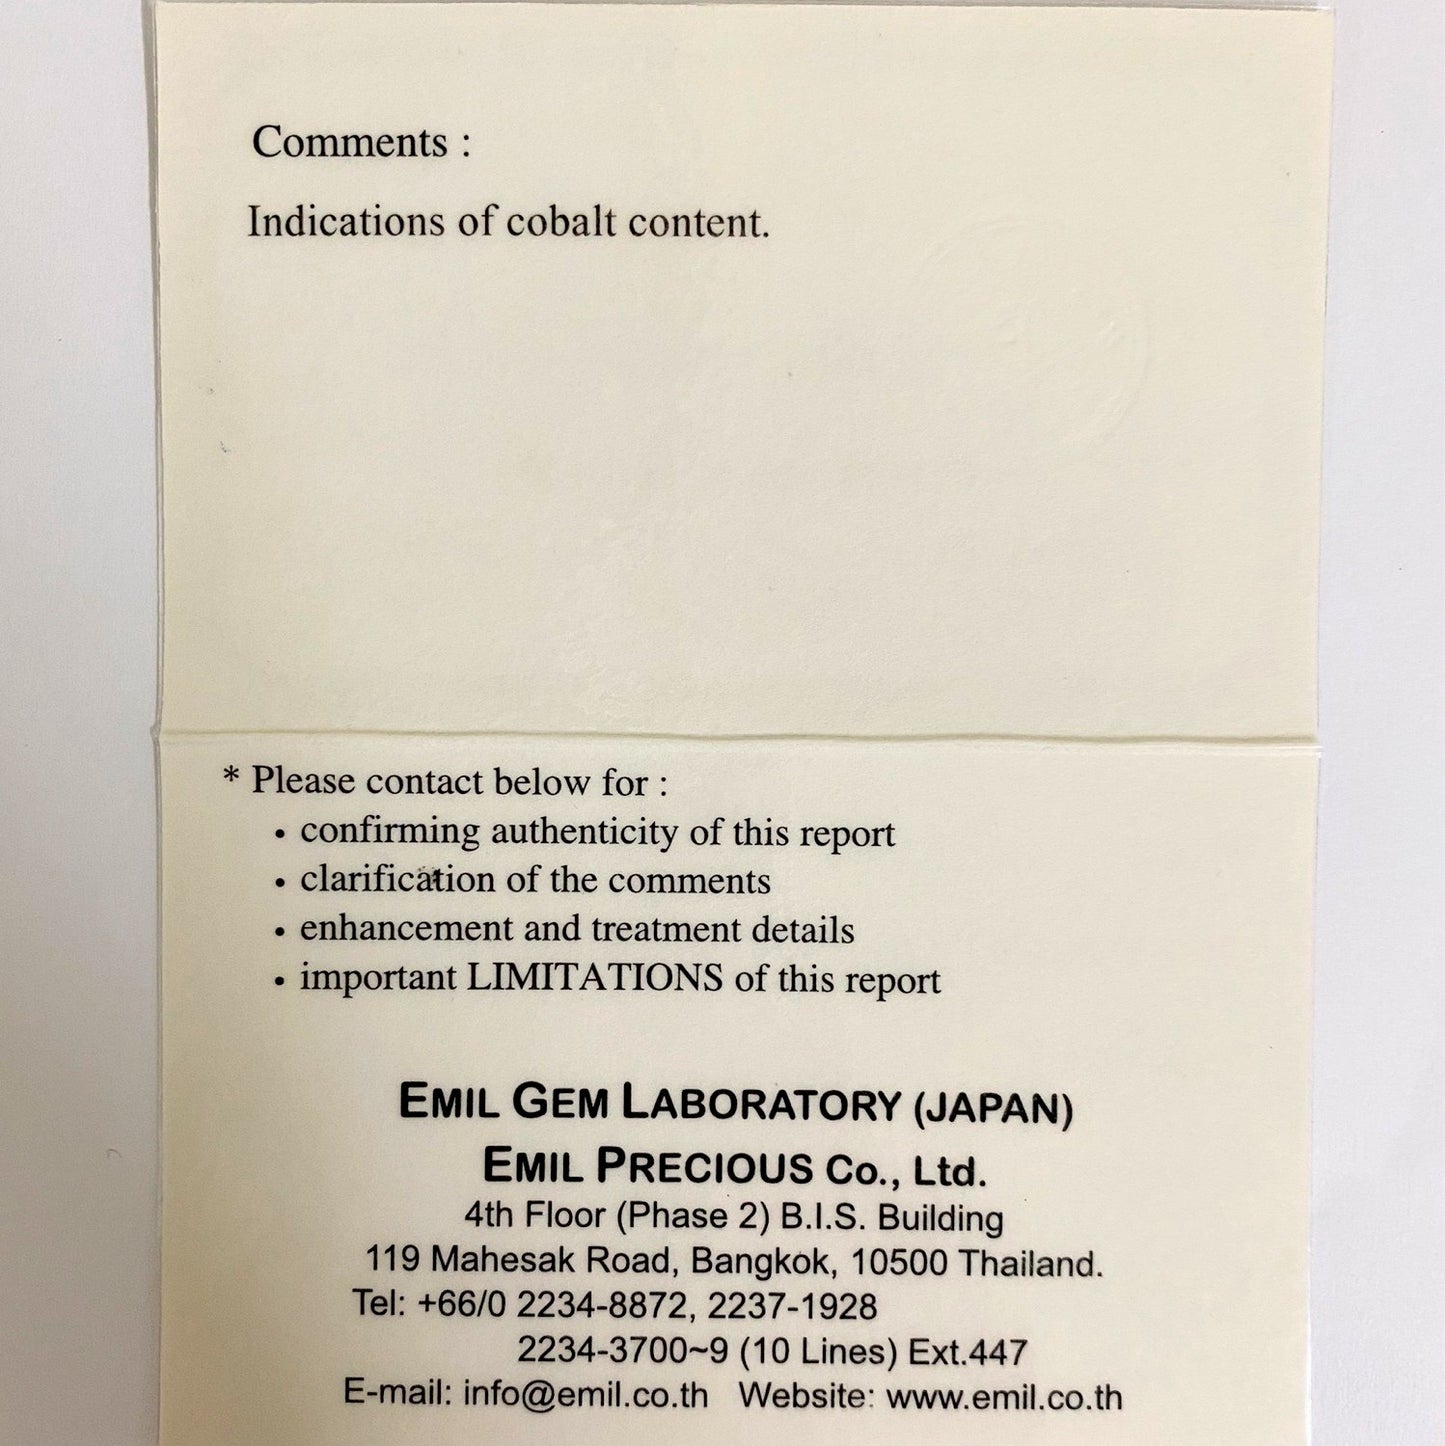 Comments :
Indications of cobalt content.
* Please contact below for :
• confirming authenticity of this report
• clarification of the comments
• enhancement and treatment details
• important LIMITATIONS of this report
EMIL GEM LABORATORY (JAPAN)
EMIL PRECIOUS Co., Ltd.
4th Floor (Phase 2) B.I.S. Building
119 Mahesak Road, Bangkok, 10500 Thailand.
Tel: +66/0 2234-8872, 2237-1928
2234-3700~9 (10 Lines) Ext.447
E-mail: info@emil.co.th Website: www.emil.co.th